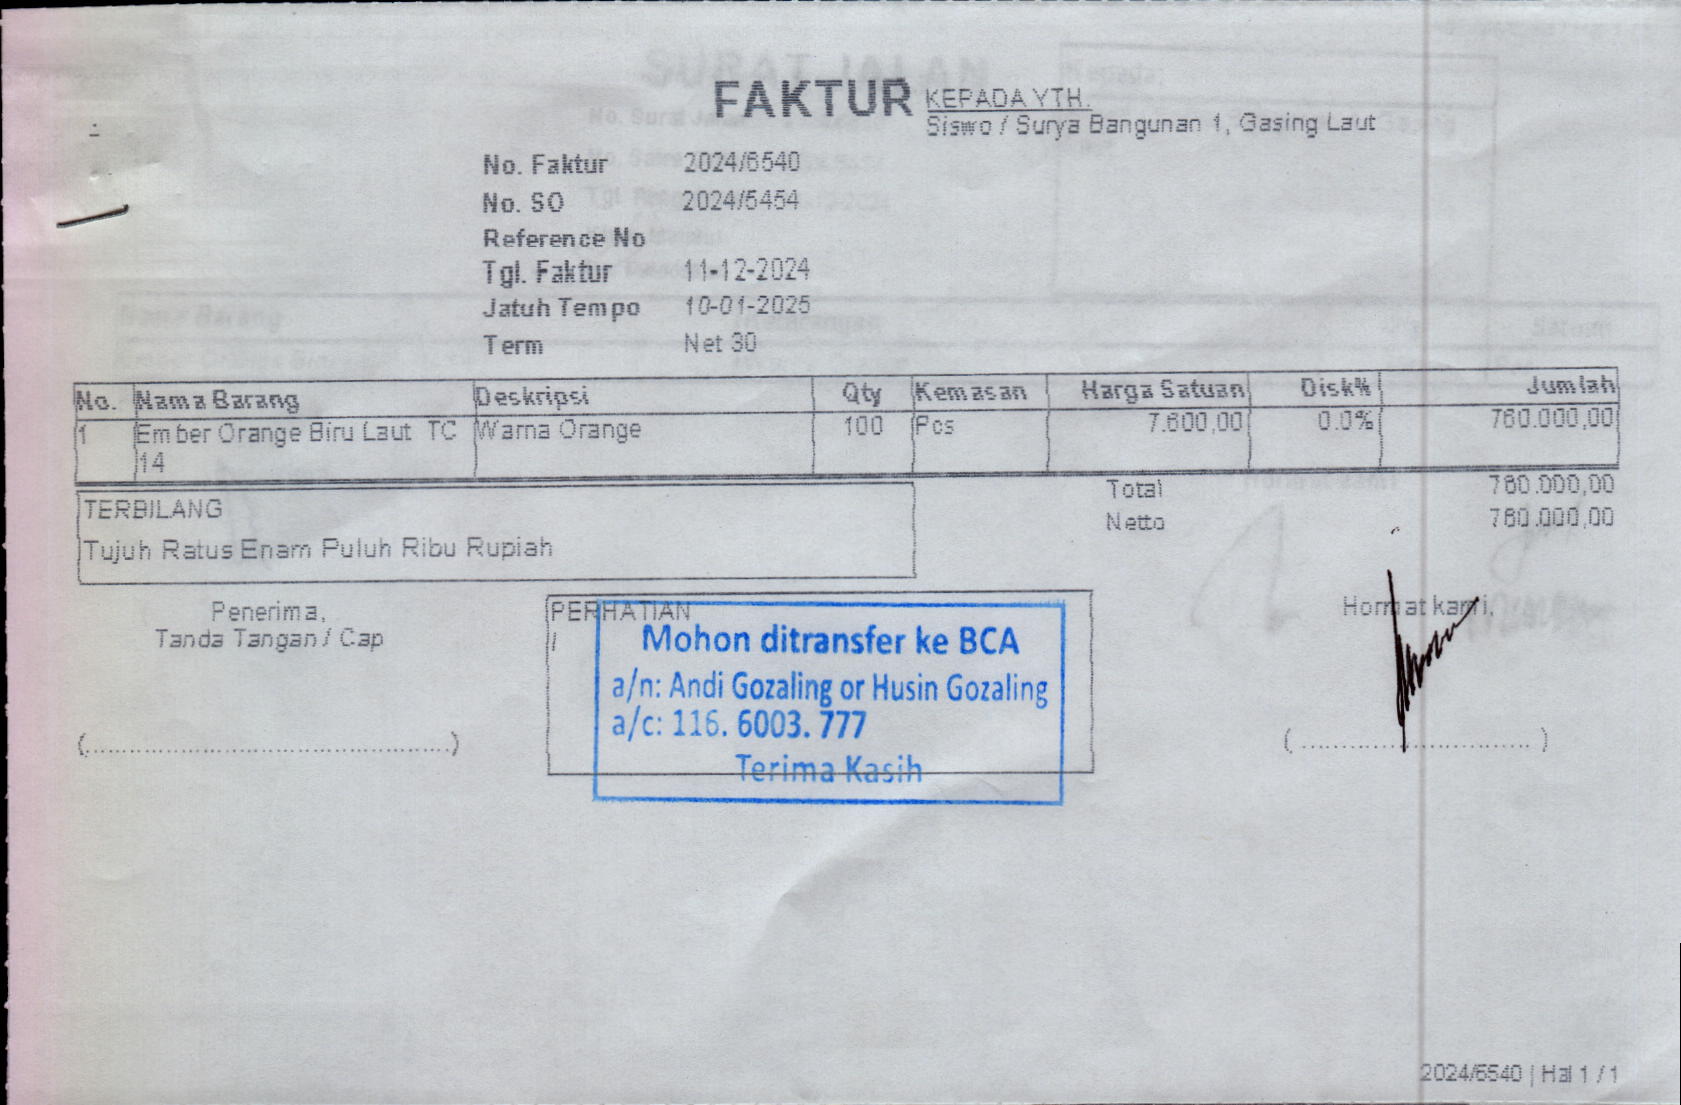 FAKTUR
KEPADA YTH.
Siswo / Surya Bangunan 1, Gasing Laut
No. Faktur 2024/6540
No. SO 2024/5454
Reference No
Tgl. Faktur 11-12-2024
Jatuh Tempo 10-01-2025
Term Net 30
No. Nama Barang Deskripsi Qty Kemasan Harga Satuan Disk% Jumlah
1 Ember Orange Biru Laut TC Warna Orange 100 Pcs 7.600,00 0.0% 760.000,00
14
Total 760.000,00
Netto 760.000,00
TERBILANG
Tujuh Ratus Enam Puluh Ribu Rupiah
Penerima,
Tanda Tangan / Cap
(......................................................)
PERHATIAN
Mohon ditransfer ke BCA
a/n: Andi Gozaling or Husin Gozaling
a/c: 116. 6003. 777
Terima Kasih
Hormat kami,
(..................................)
2024/6540 | Hal 1 / 1